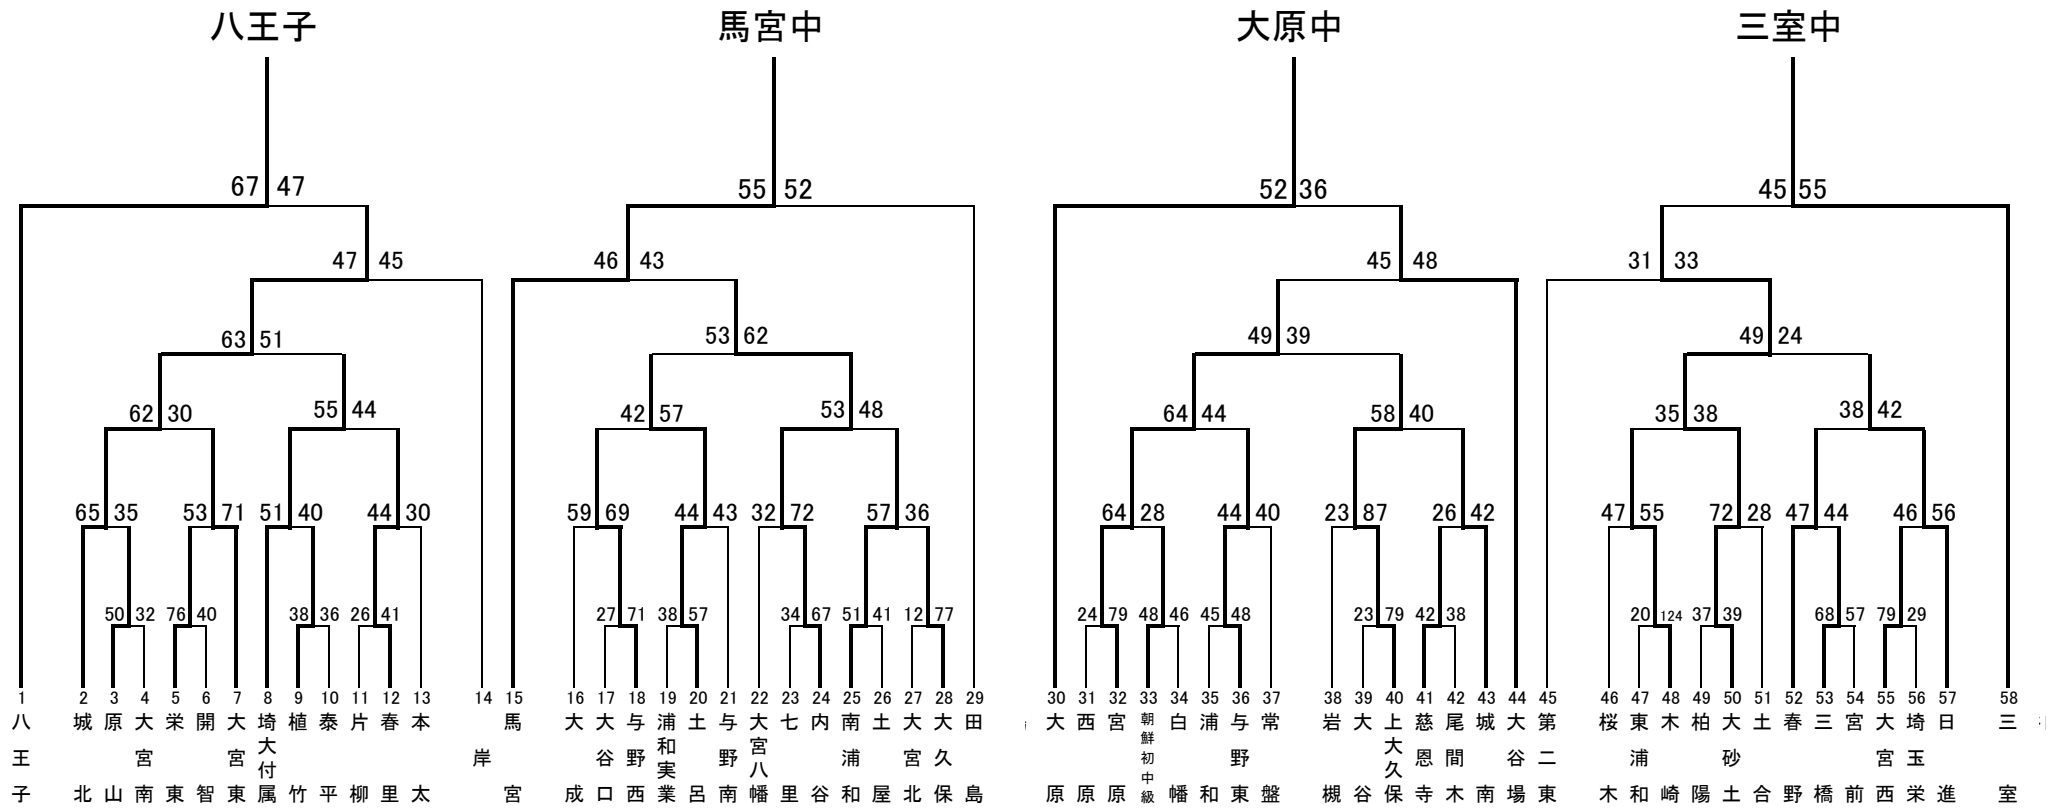 八王子 馬宮中 大原中 三室中
67 47 55 52 52 36 45 55
47 45 46 43 45 48 31 33
63 51 53 62 49 39 49 24
62 30 55 44 42 57 53 48 64 44 58 40 35 38 38 42
65 35 53 71 51 40 44 30 59 69 44 43 32 72 57 36 64 28 44 40 23 87 26 42 47 55 72 28 47 44 46 56
50 32 76 40 38 36 26 41 27 71 38 57 34 67 51 41 12 77 24 79 48 46 45 48 23 79 42 38 20 124 37 39 68 57 79 29
1 2 3 4 5 6 7 8 9 10 11 12 13 14 15 16 17 18 19 20 21 22 23 24 25 26 27 28 29 30 31 32 33 34 35 36 37 38 39 40 41 42 43 44 45 46 47 48 49 50 51 52 53 54 55 56 57 58
八王子
城北
原山
大宮南
栄東
開智
大宮東
埼大付属
植竹
泰平
片柳
春里
本太
岸
馬宮
大成
大谷口
与野西
浦和実業
土呂
与野南
大宮八幡
七里
内谷
南浦和
土屋
大宮北
大久保
田島
大原
西原
宮原
朝鮮初中級
白幡
浦和
与野東
常盤
岩槻
大谷
上大久保
慈恩寺
尾間木
城南
大谷場
第二東
桜木
東浦和
木崎
柏陽
大砂土
土合
春野
三橋
宮前
大宮西
埼玉栄
日進
三室